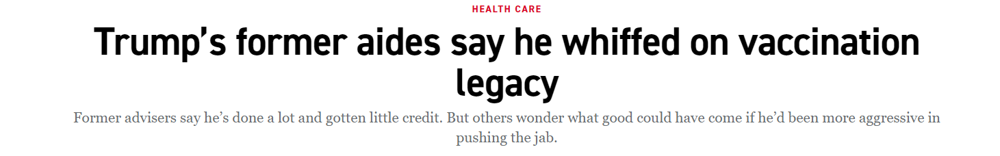 HEALTH CARE
Trump’s former aides say he whiffed on vaccination
legacy
Former advisers say he’s done a lot and gotten little credit. But others wonder what good could have come if he’d been more aggressive in
pushing the jab.